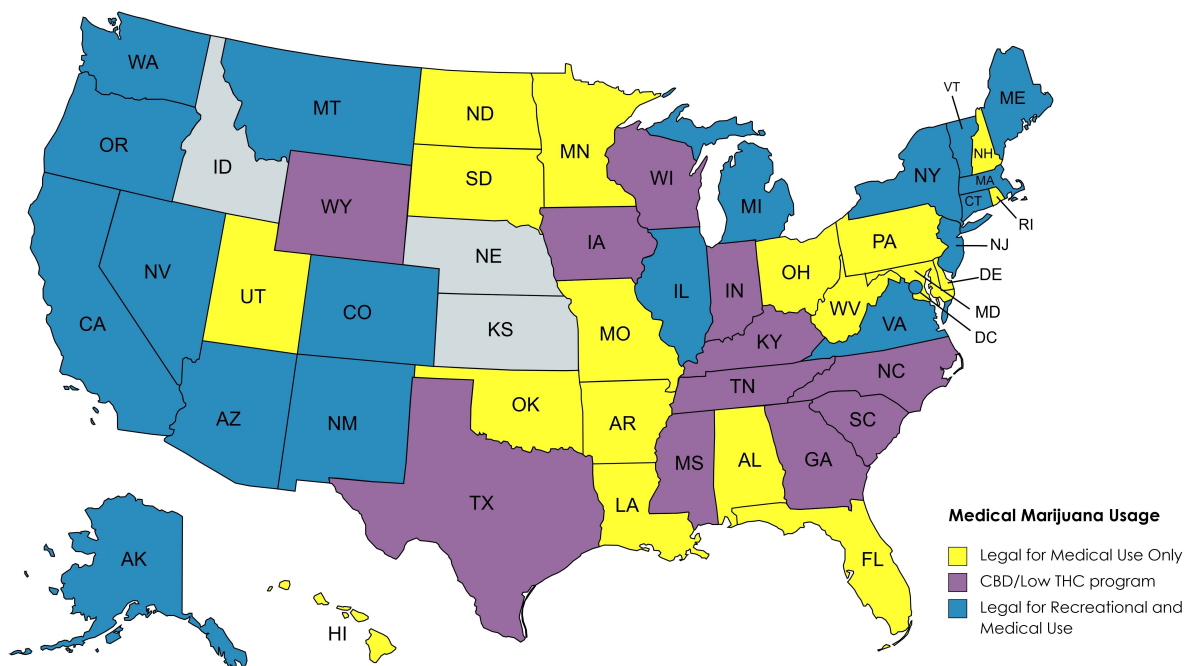 WA
MT
ND
MN
VT
ME
OR
ID
SD
WI
NH
NY
MA
WY
MI
CT
RI
IA
PA
NJ
NE
NV
OH
DE
UT
IL
IN
CO
WV
MD
CA
KS
MO
VA
DC
KY
NC
TN
AZ
NM
OK
AR
SC
MS
AL
GA
TX
LA
AK
FL
HI
Medical Marijuana Usage
Legal for Medical Use Only
CBD/Low THC program
Legal for Recreational and
Medical Use